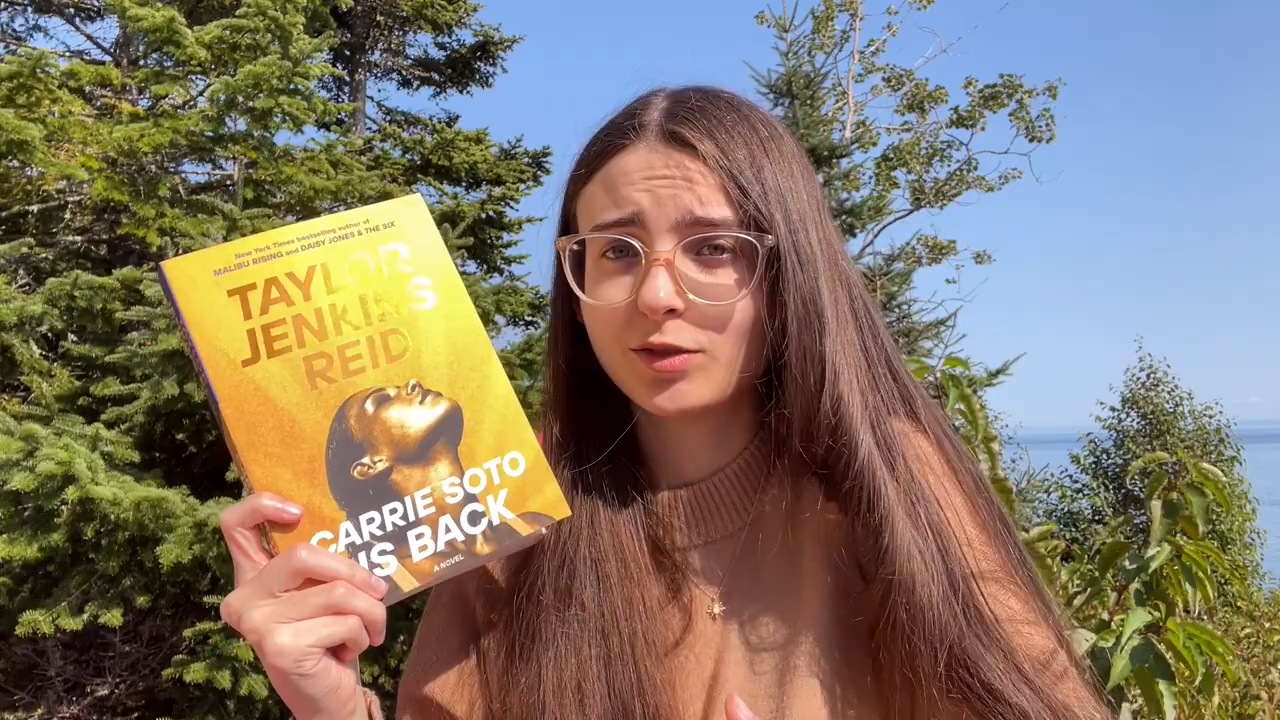 New York Times bestselling author of
MALIBU RISING and DAISY JONES & THE SIX
TAYLOR
JENKINS
REID
CARRIE SOTO
IS BACK
A NOVEL